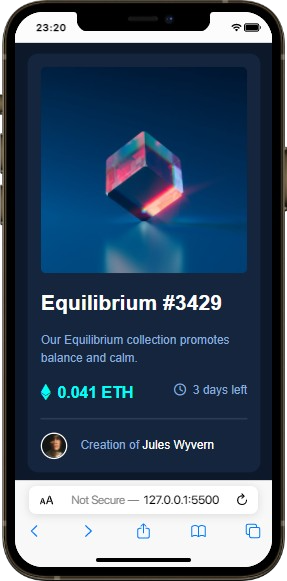 23:20
Equilibrium #3429
Our Equilibrium collection promotes
balance and calm.
0.041 ETH
3 days left
Creation of Jules Wyvern
AA
Not Secure — 127.0.0.1:5500